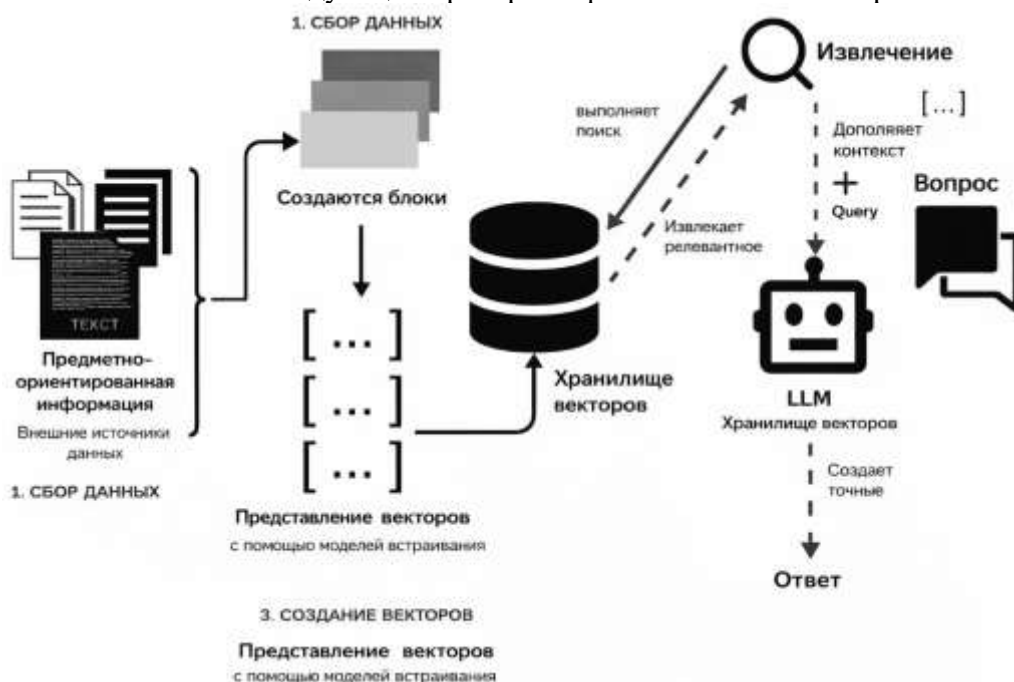 1. СБОР ДАННЫХ
Извлечение
[...]
выполняет
поиск
Дополяяет
контекст
+
Query
Вопрос
Создаются блоки
Извлекает
релевантное
ТЕКСТ
Предметно-
ориентированная
информация
Внешние источники
данных
1. СБОР ДАННЫХ
[ ... ]
[ ... ]
[ ... ]
Хранилище
векторов
LLM
Хранилище векторов
Создает
точные
Ответ
Представление векторов
с помощью моделей встраивания
3. СОЗДАНИЕ ВЕКТОРОВ
Представление векторов
с помощью моделей встраивания